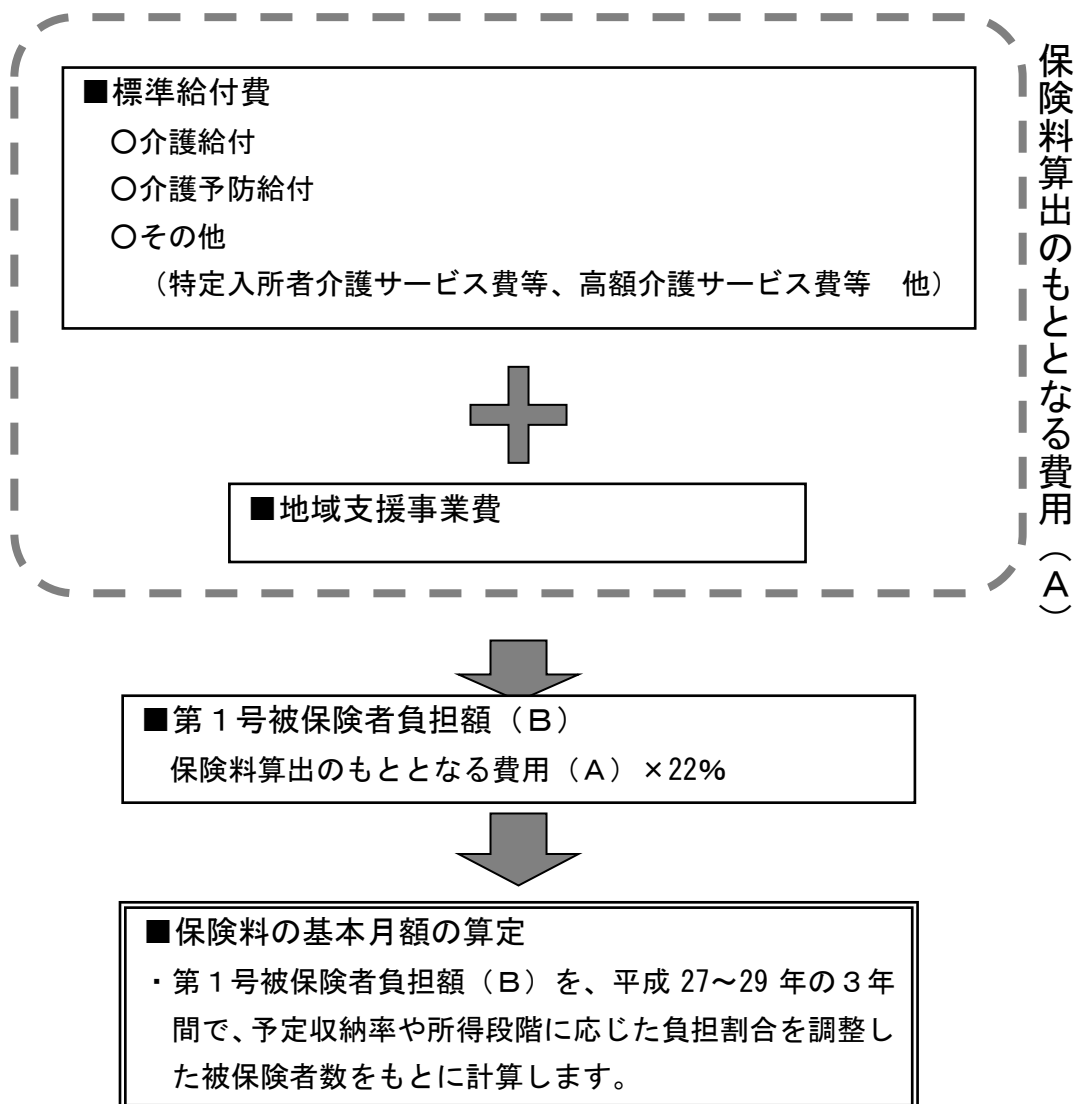 ■標準給付費
○介護給付
○介護予防給付
○その他
(特定入所者介護サービス費等、高額介護サービス費等　他)
保険料算出のもととなる費用(A)
■地域支援事業費
■第１号被保険者負担額(B)
保険料算出のもととなる費用(A)×22%
■保険料の基本月額の算定
・第１号被保険者負担額(B)を、平成 27～29 年の３年
間で、予定収納率や所得段階に応じた負担割合を調整し
た被保険者数をもとに計算します。